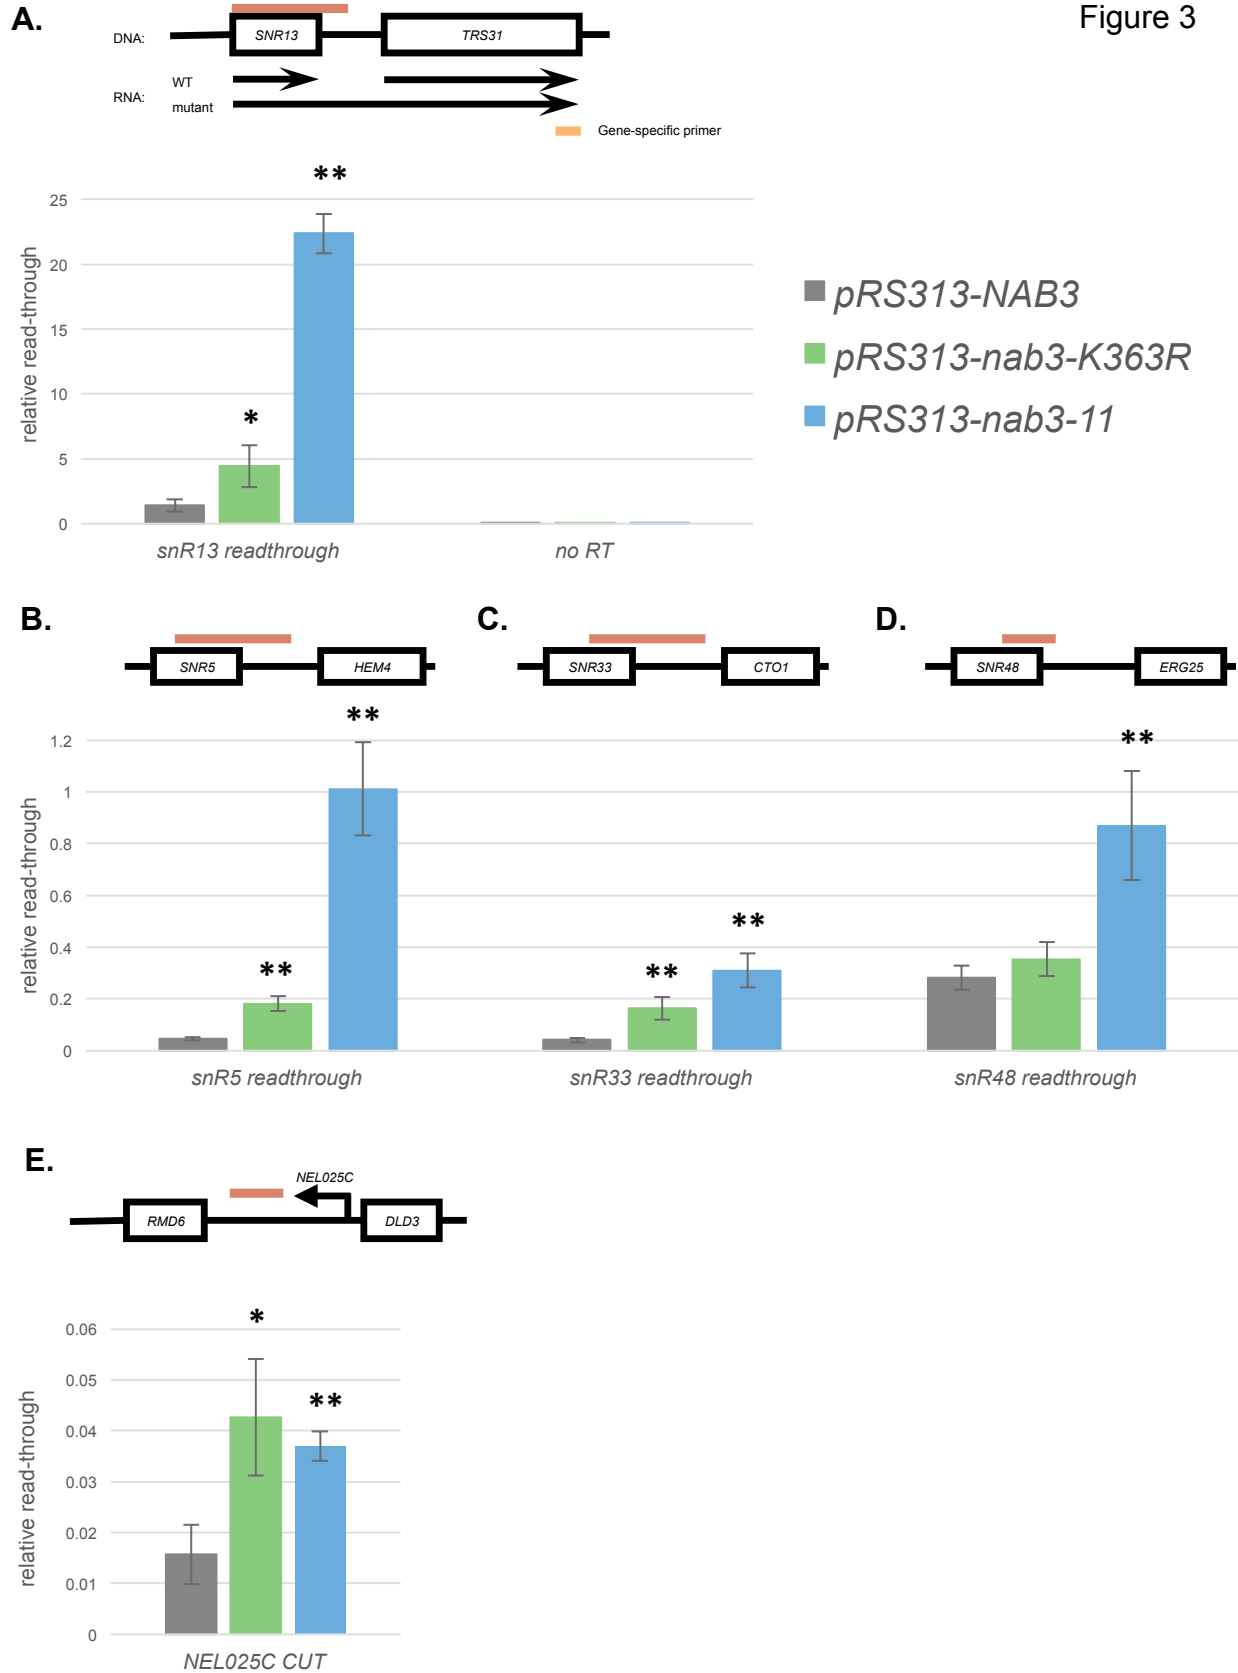 A.
Figure 3
DNA:
SNR13
TRS31
RNA:
WT
mutant
Gene-specific primer
**
*
relative read-through
25
20
15
10
5
0
snR13 readthrough
no RT
pRS313-NAB3
pRS313-nab3-K363R
pRS313-nab3-11
B.
SNR5
HEM4
C.
SNR33
CTO1
D.
SNR48
ERG25
**
**
**
**
**
relative read-through
1.2
1
0.8
0.6
0.4
0.2
0
snR5 readthrough
snR33 readthrough
snR48 readthrough
E.
NEL025C
RMD6
DLD3
*
**
relative read-through
0.06
0.05
0.04
0.03
0.02
0.01
0
NEL025C CUT